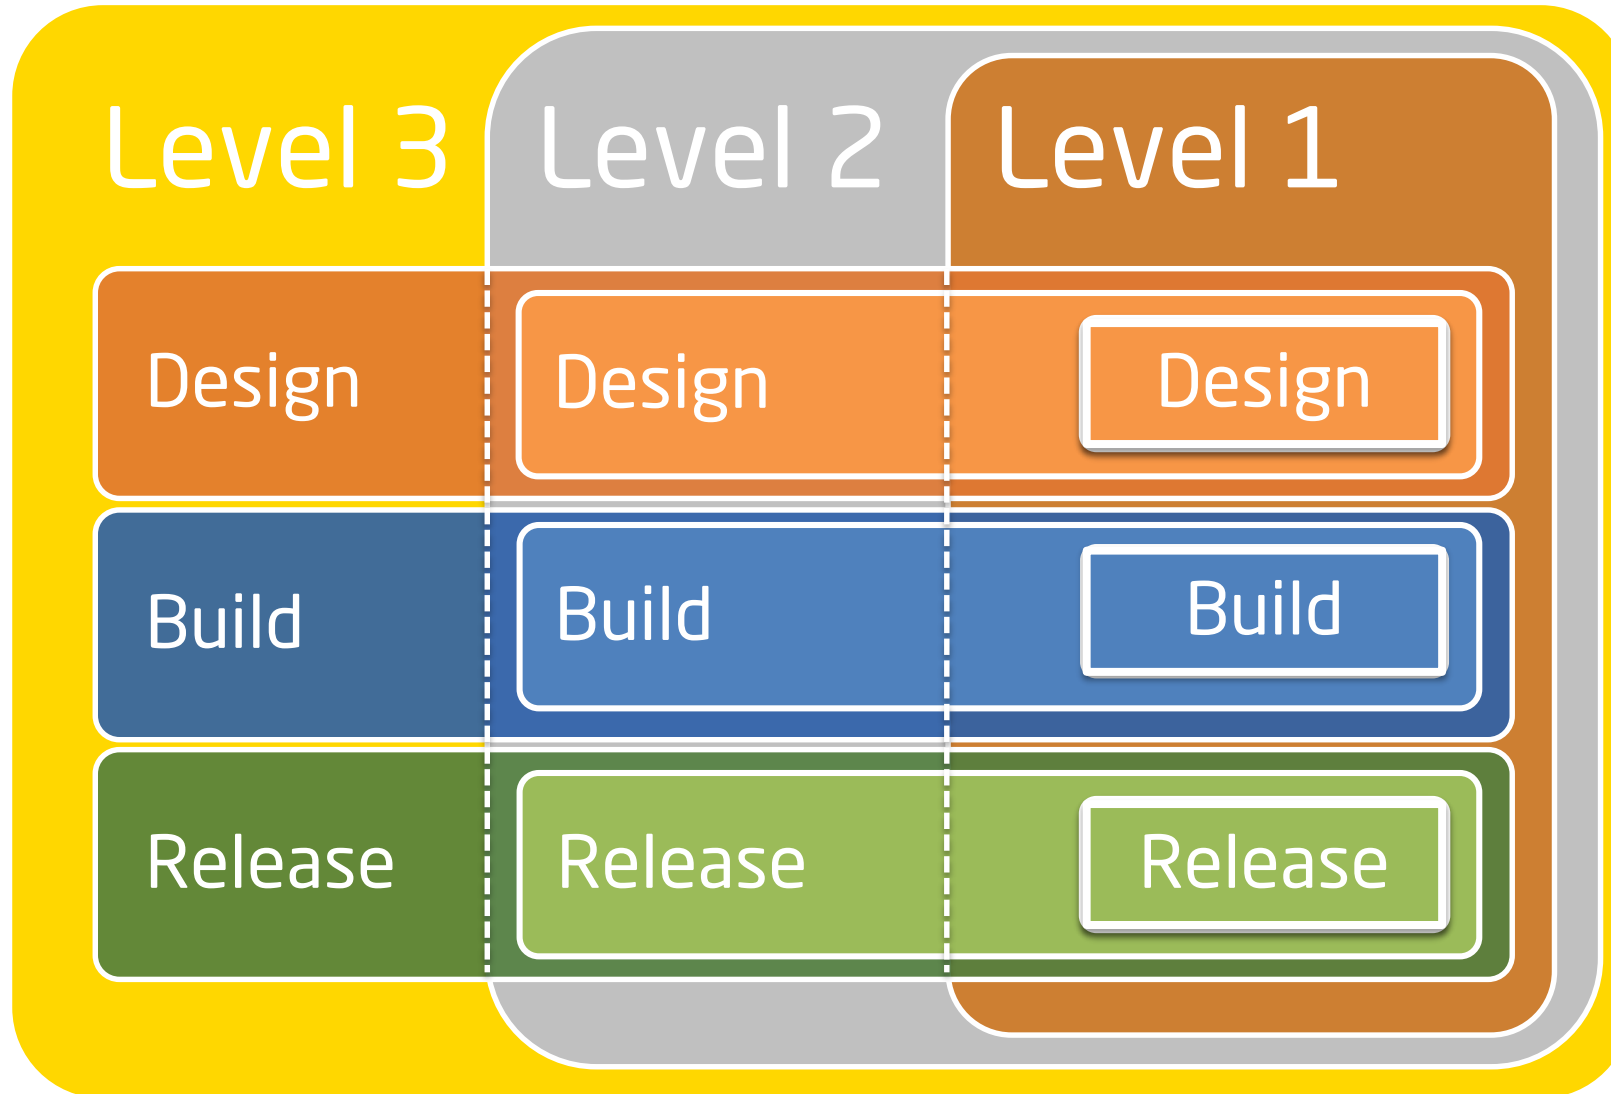 Level 3
Level 2
Level 1
Design
Design
Design
Build
Build
Build
Release
Release
Release